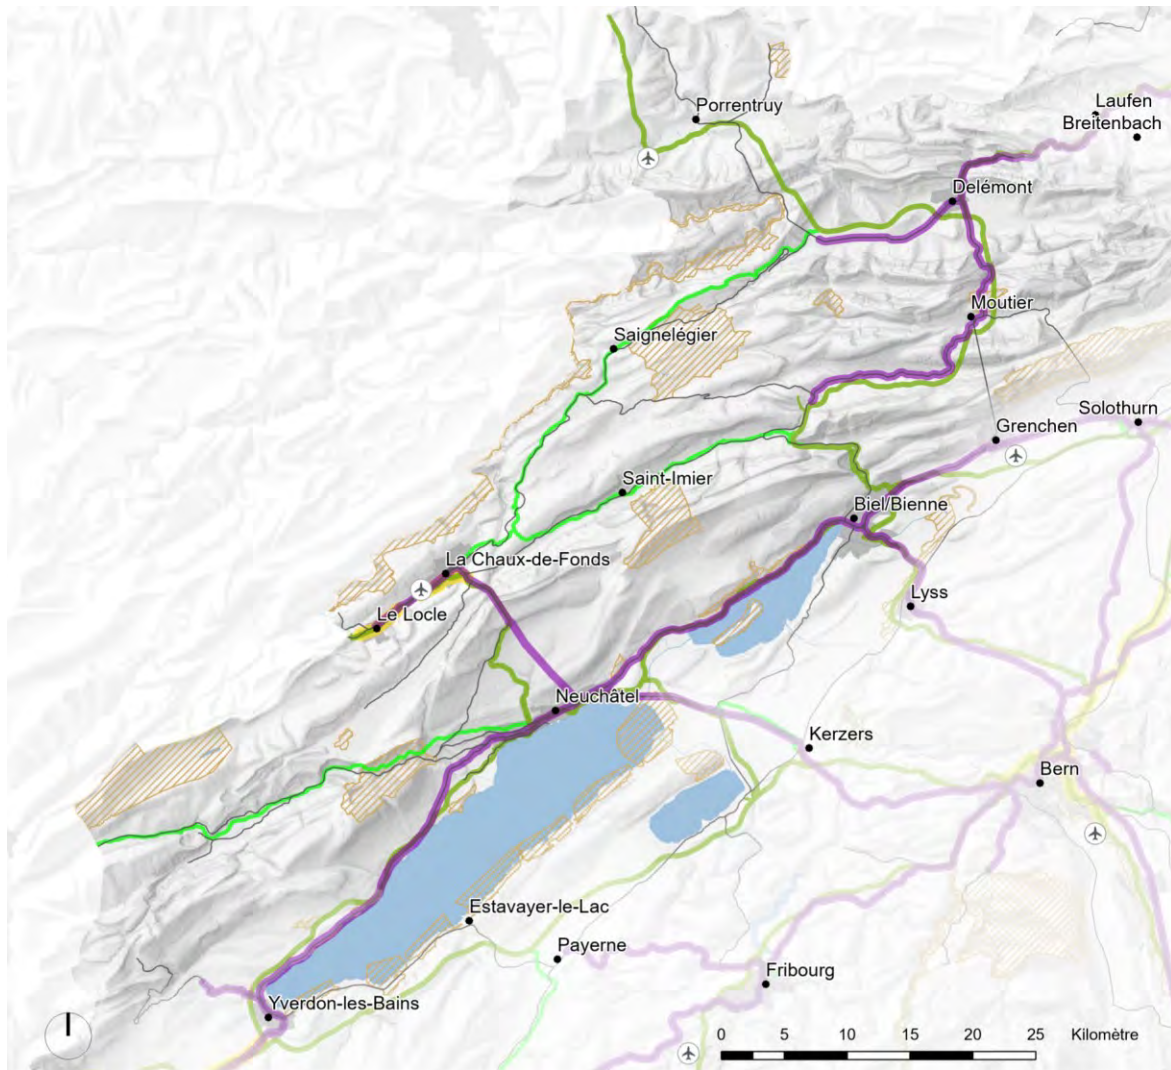 Porrentruy
Laufen
Breitenbach
Delémont
Moutier
Saignelégier
Solothurn
Grenchen
Saint-Imier
Biel/Bienne
La Chaux-de-Fonds
Le Locle
Lyss
Neuchâtel
Kerzers
Bern
Estavayer-le-Lac
Payerne
Fribourg
Yverdon-les-Bains
0 5 10 15 20 25 Kilomètre